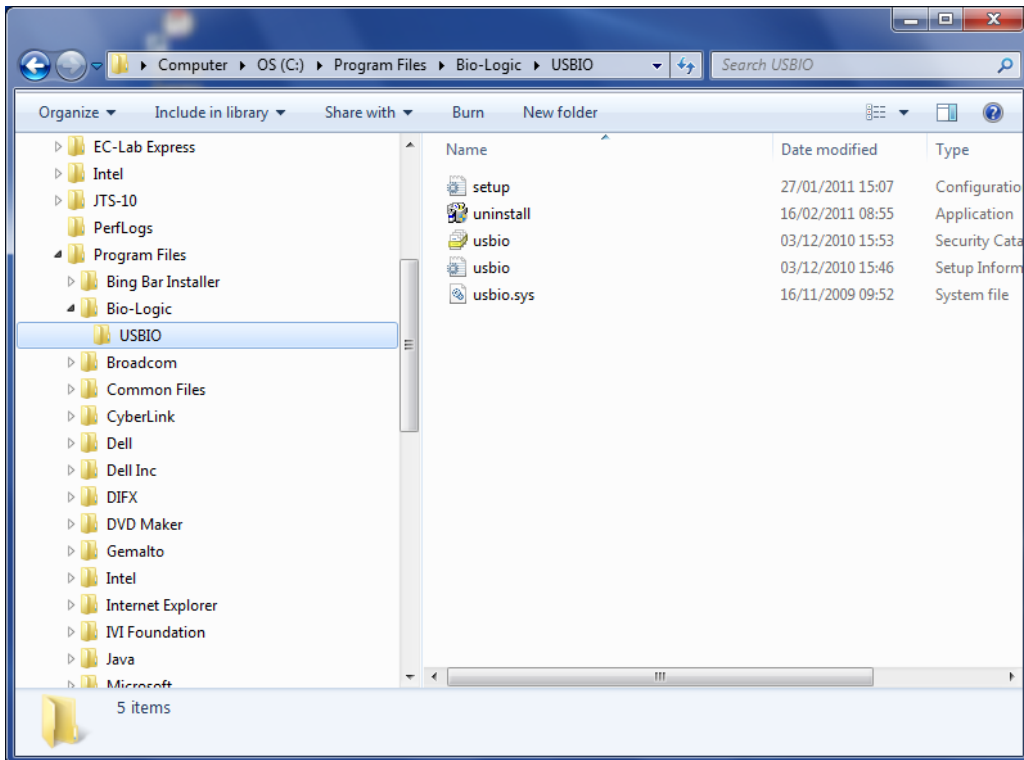 Computer OS (C:) Program Files Bio-Logic USBIO Search USBIO
Organize Include in library Share with Burn New folder
EC-Lab Express
Intel
JTS-10
PerfLogs
Program Files
Bing Bar Installer
Bio-Logic
USBIO
Broadcom
Common Files
CyberLink
Dell
Dell Inc
DIFX
DVD Maker
Gemalto
Intel
Internet Explorer
IVI Foundation
Java
Microsoft
Name Date modified Type
setup 27/01/2011 15:07 Configuratio
uninstall 16/02/2011 08:55 Application
usbio 03/12/2010 15:53 Security Cata
usbio 03/12/2010 15:46 Setup Inform
usbio.sys 16/11/2009 09:52 System file
5 items